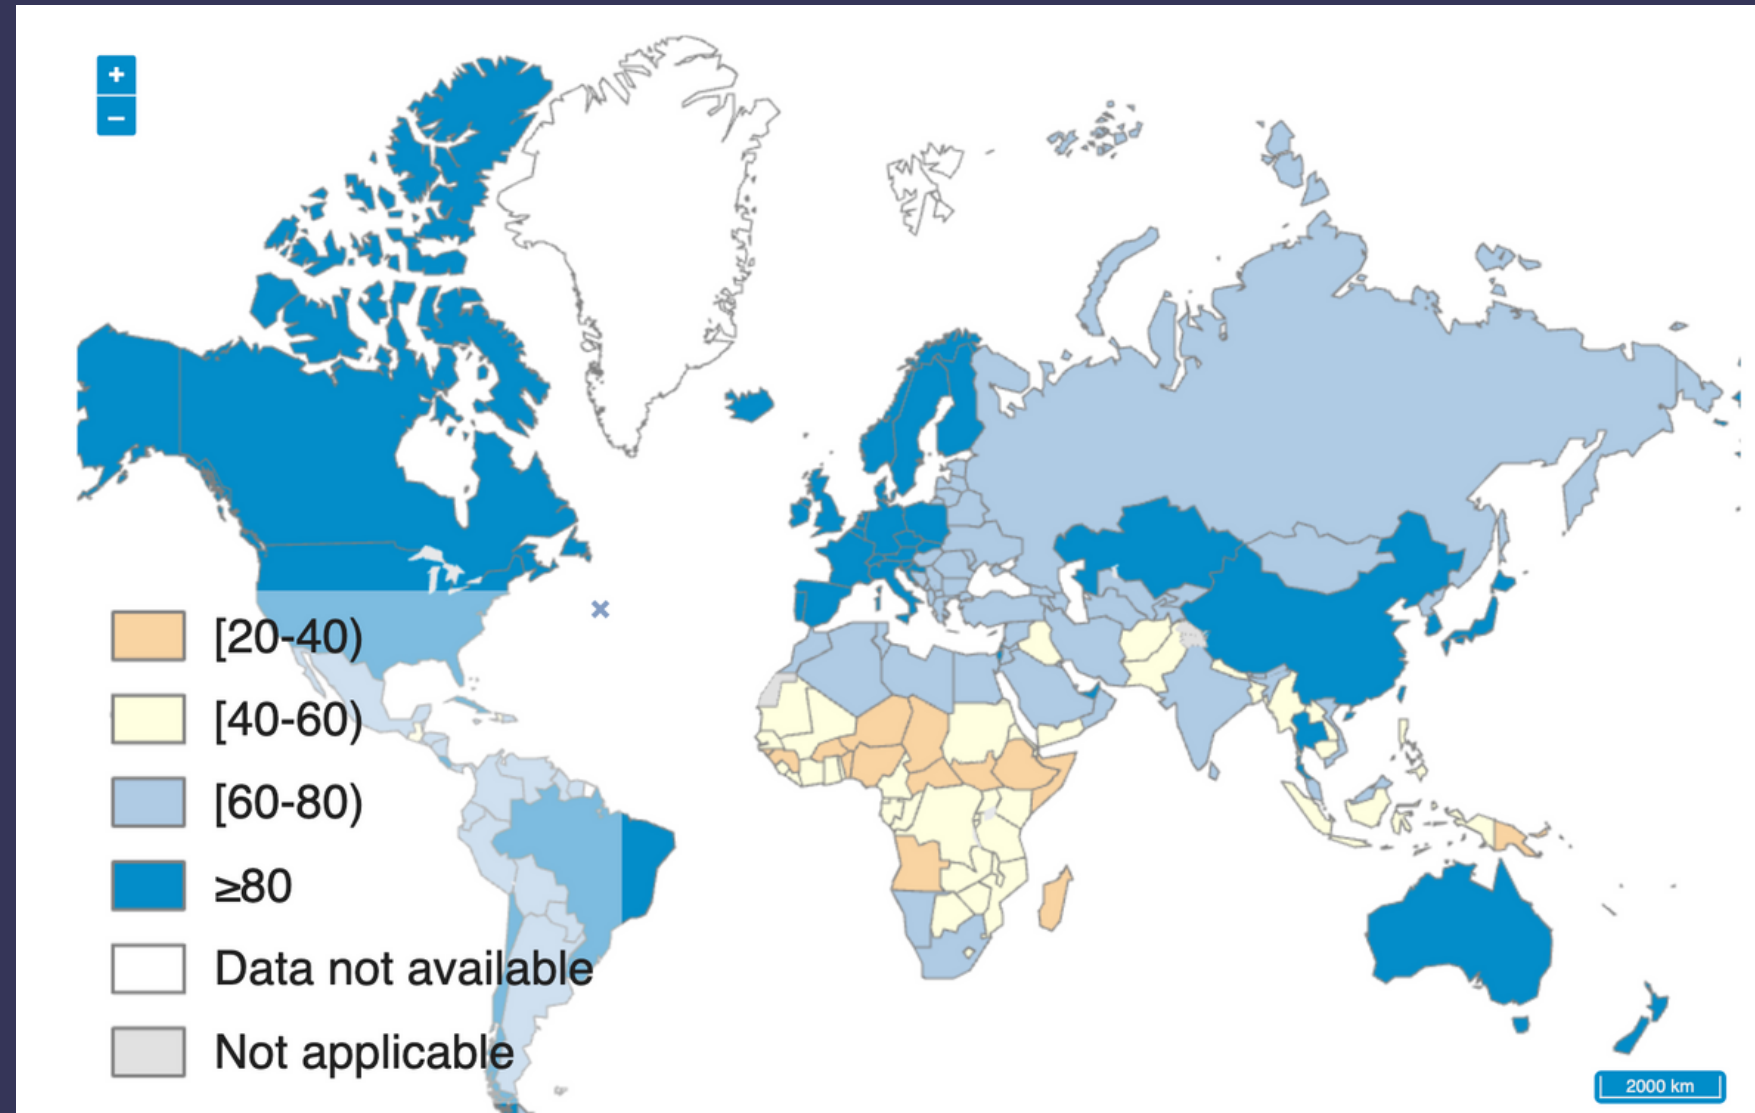 +
−
[20-40)
[40-60)
[60-80)
≥80
Data not available
Not applicable
2000 km